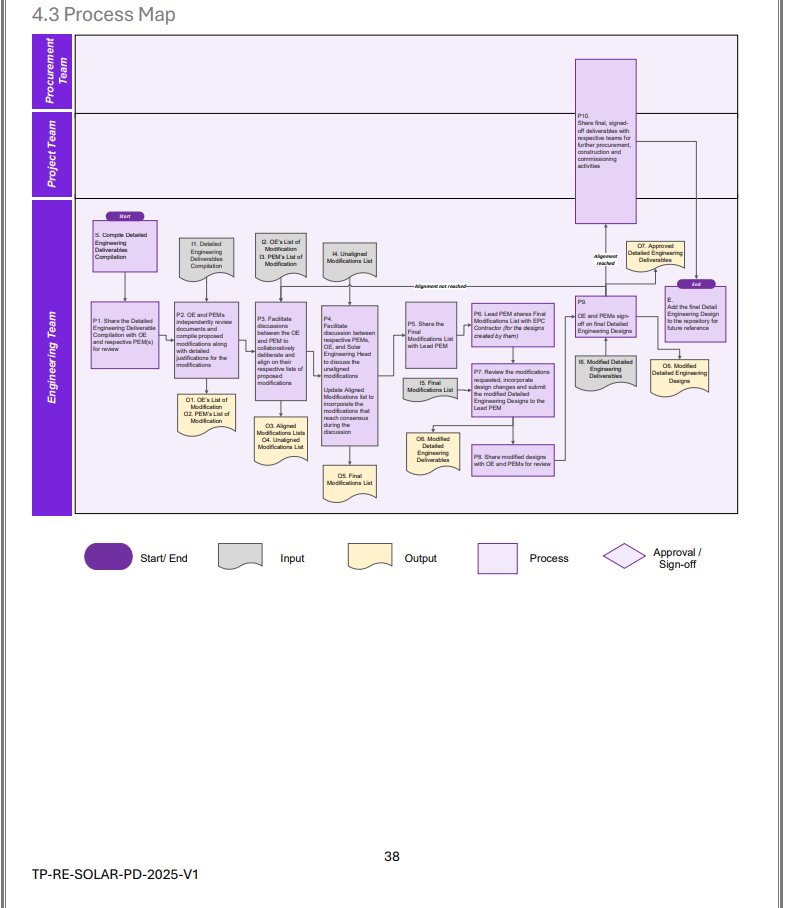 4.3 Process Map
Procurement
Team
Project Team
Engineering Team
Start
S. Compile Detailed
Engineering
Deliverables
Compilation
P1. Share the Detailed
Engineering Deliverable
Compilation with OE
and respective PEM(s)
for review
I1. Detailed
Engineering
Deliverables
Compilation
P2. OE and PEMs
independently review
documents and
compile proposed
modifications along
with detailed
justifications for the
modifications
O1. OE's List of
Modification
O2. PEM's List of
Modification
I2. OE's List of
Modification
I3. PEM's List of
Modification
P3. Facilitate
discussions
between the OE
and PEM to
collaboratively
deliberate and
align on their
respective lists of
proposed
modifications
O3. Aligned
Modifications Lists
O4. Unaligned
Modifications List
I4. Unaligned
Modifications List
P4.
Facilitate
discussion between
respective PEMs,
OE, and Solar
Engineering Head
to discuss the
unaligned
modifications
Update Aligned
Modifications list to
incorporate the
modifications that
reach consensus
during the
discussion
O5. Final
Modifications List
Alignment not reached
P5. Share the
Final
Modifications List
with Lead PEM
I5. Final
Modifications List
O6. Modified
Detailed
Engineering
Deliverables
P6. Lead PEM shares Final
Modifications List with EPC
Contractor (for the designs
created by them)
P7. Review the modifications
requested, incorporate
design changes and submit
the modified Detailed
Engineering Designs to the
Lead PEM
P8. Share modified designs
with OE and PEMs for review
P10.
Share final, signed-
off deliverables with
respective teams for
further procurement,
construction and
commissioning
activities
Alignment
reached
O7. Approved
Detailed Engineering
Deliverables
P9.
OE and PEMs sign-
off on final Detailed
Engineering Designs
I6. Modified Detailed
Engineering
Deliverables
End
E.
Add the final Detail
Engineering Design
to the repository for
future reference
O8. Modified
Detailed Engineering
Designs
Start/ End
Input
Output
Process
Approval /
Sign-off
38
TP-RE-SOLAR-PD-2025-V1